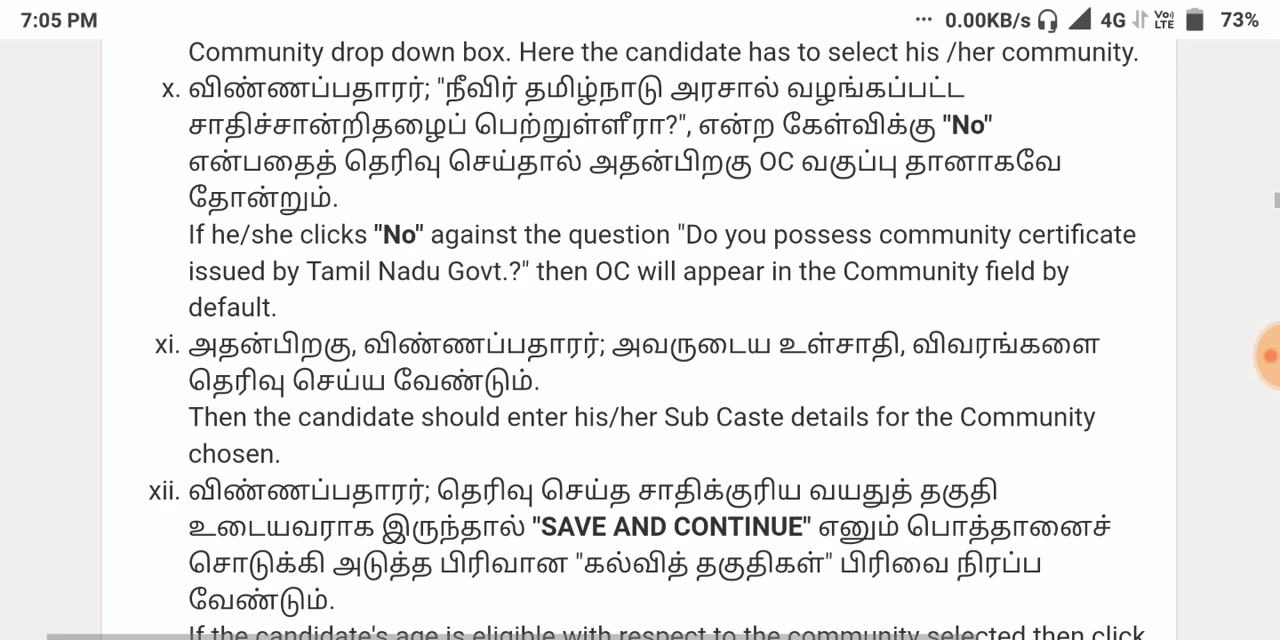 7:05 PM ... 0.00KB/s 4G Vo) LTE 73%
Community drop down box. Here the candidate has to select his /her community.
x. விண்ணப்பதாரர்; "நீவிர் தமிழ்நாடு அரசால் வழங்கப்பட்ட
சாதிச்சான்றிதழைப் பெற்றுள்ளீரா?", என்ற கேள்விக்கு "No"
என்பதைத் தெரிவு செய்தால் அதன்பிறகு OC வகுப்பு தானாகவே
தோன்றும்.
If he/she clicks "No" against the question "Do you possess community certificate
issued by Tamil Nadu Govt.?" then OC will appear in the Community field by
default.
xi. அதன்பிறகு, விண்ணப்பதாரர்; அவருடைய உள்சாதி, விவரங்களை
தெரிவு செய்ய வேண்டும்.
Then the candidate should enter his/her Sub Caste details for the Community
chosen.
xii. விண்ணப்பதாரர்; தெரிவு செய்த சாதிக்குரிய வயதுத் தகுதி
உடையவராக இருந்தால் "SAVE AND CONTINUE" எனும் பொத்தானைச்
சொடுக்கி அடுத்த பிரிவான "கல்வித் தகுதிகள்" பிரிவை நிரப்ப
வேண்டும்.
If the candidate's age is eligible with respect to the community selected then click